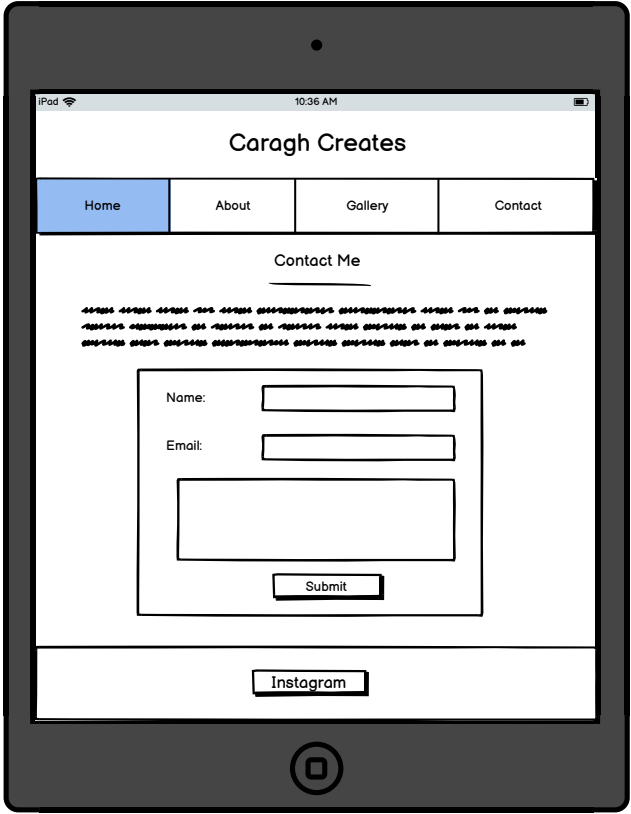 iPad 10:36 AM
Caragh Creates
Home About Gallery Contact
Contact Me
Name:
Email:
Submit
Instagram